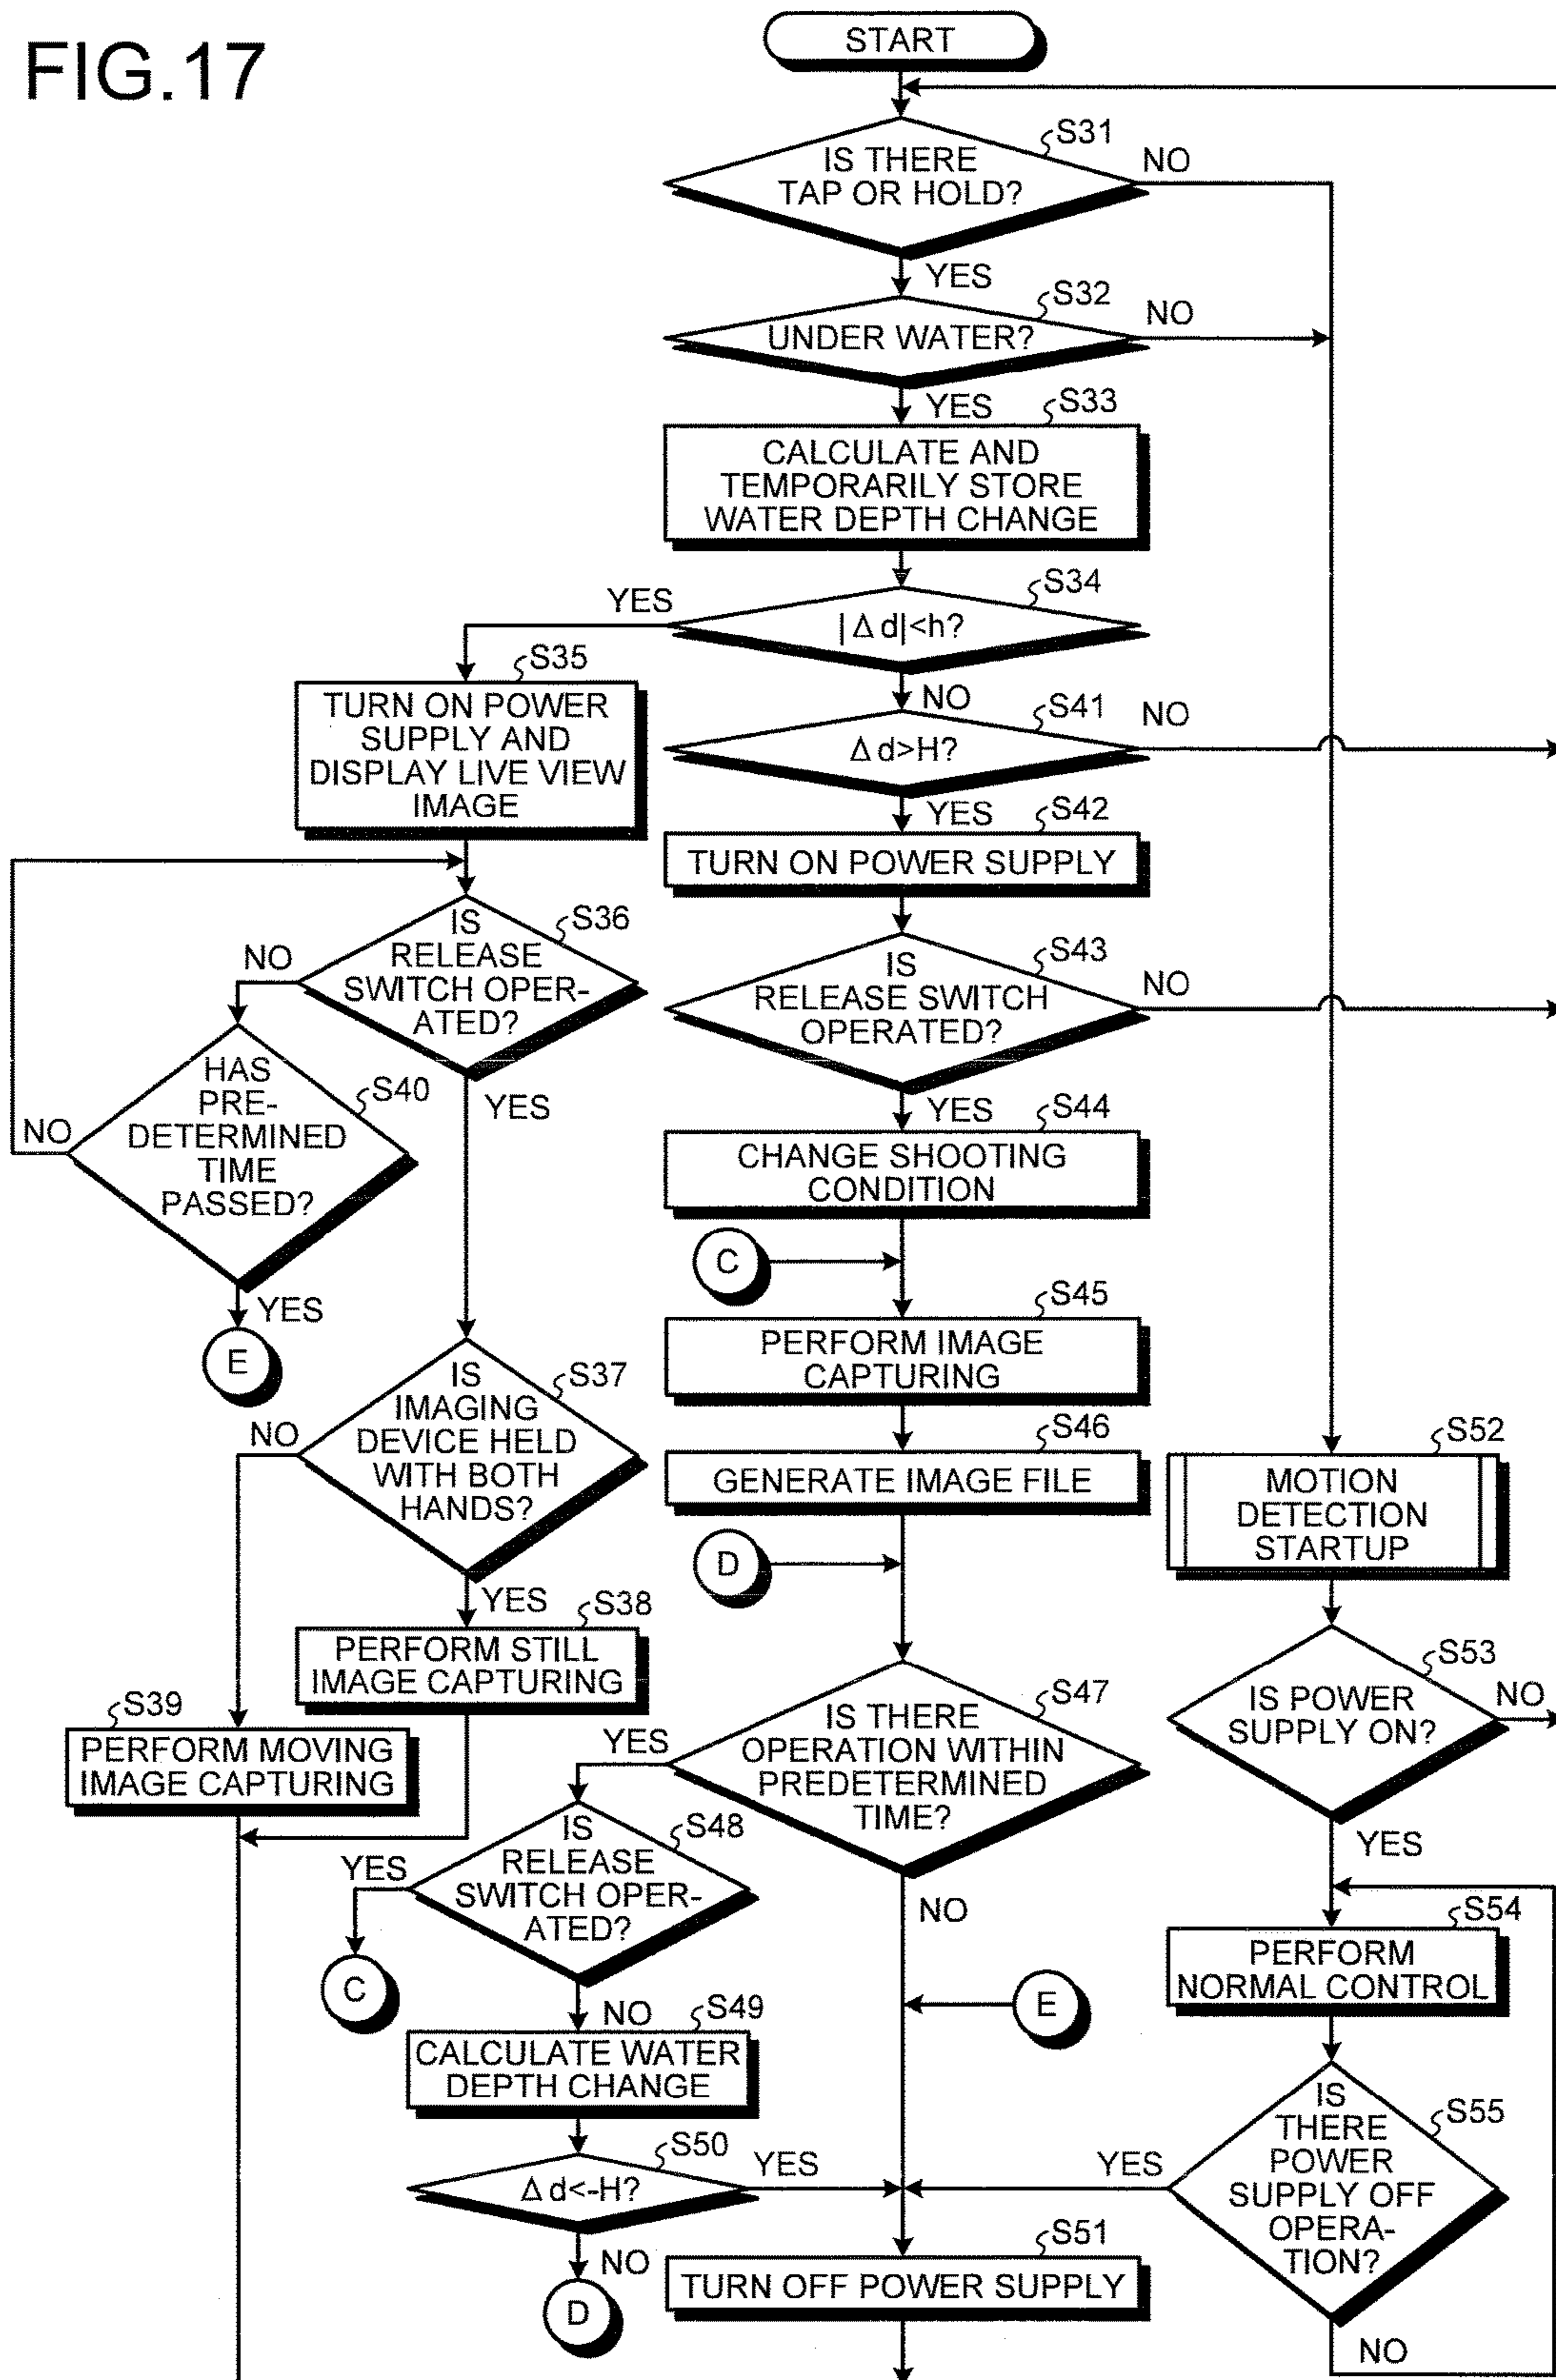 FIG.17
START
S31
IS THERE
TAP OR HOLD?
NO
YES
S32
UNDER WATER?
NO
YES
S33
CALCULATE AND
TEMPORARILY STORE
WATER DEPTH CHANGE
S34
|Δd|<h?
YES
NO
S35
TURN ON POWER
SUPPLY AND
DISPLAY LIVE VIEW
IMAGE
S36
IS
RELEASE
SWITCH OPER-
ATED?
NO
YES
S40
HAS
PRE-
DETERMINED
TIME
PASSED?
NO
YES
E
S37
IS
IMAGING
DEVICE HELD
WITH BOTH
HANDS?
NO
YES
S38
PERFORM STILL
IMAGE CAPTURING
S39
PERFORM MOVING
IMAGE CAPTURING
S41
Δd>H?
NO
YES
S42
TURN ON POWER SUPPLY
S43
IS
RELEASE SWITCH
OPERATED?
NO
YES
S44
CHANGE SHOOTING
CONDITION
C
S45
PERFORM IMAGE
CAPTURING
S46
GENERATE IMAGE FILE
D
S47
IS THERE
OPERATION WITHIN
PREDETERMINED
TIME?
YES
NO
S48
IS
RELEASE
SWITCH OPER-
ATED?
YES
C
NO
S49
CALCULATE WATER
DEPTH CHANGE
S50
Δd<-H?
YES
NO
D
E
S51
TURN OFF POWER SUPPLY
S52
MOTION
DETECTION
STARTUP
S53
IS POWER
SUPPLY ON?
NO
YES
S54
PERFORM
NORMAL CONTROL
S55
IS
THERE
POWER
SUPPLY OFF
OPERA-
TION?
YES
NO